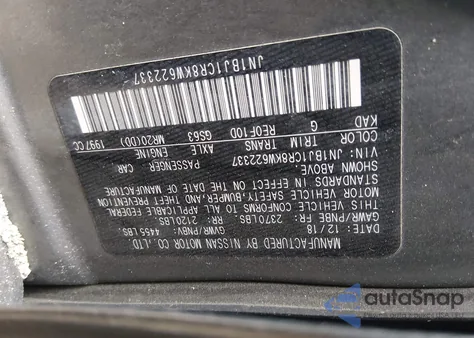 MANUFACTURED BY NISSAN MOTOR CO.,LTD.
DATE: 12/18 GVWR/PNBV: 4455 LBS.
GAWR/PNBE FR: 2370LBS. RR: 2120LBS.
THIS VEHICLE CONFORMS TO ALL APPLICABLE FEDERAL
MOTOR VEHICLE SAFETY, BUMPER, AND THEFT PREVENTION
STANDARDS IN EFFECT ON THE DATE OF MANUFACTURE
SHOWN ABOVE.
VIN: JN1BJ1CR8KW622337 PASSENGER CAR
COLOR TRIM TRANS AXLE ENGINE
KAD G RE0F10D GS63 MR20(DD) 1997 CC
JN1BJ1CR8KW622337
autoSnap